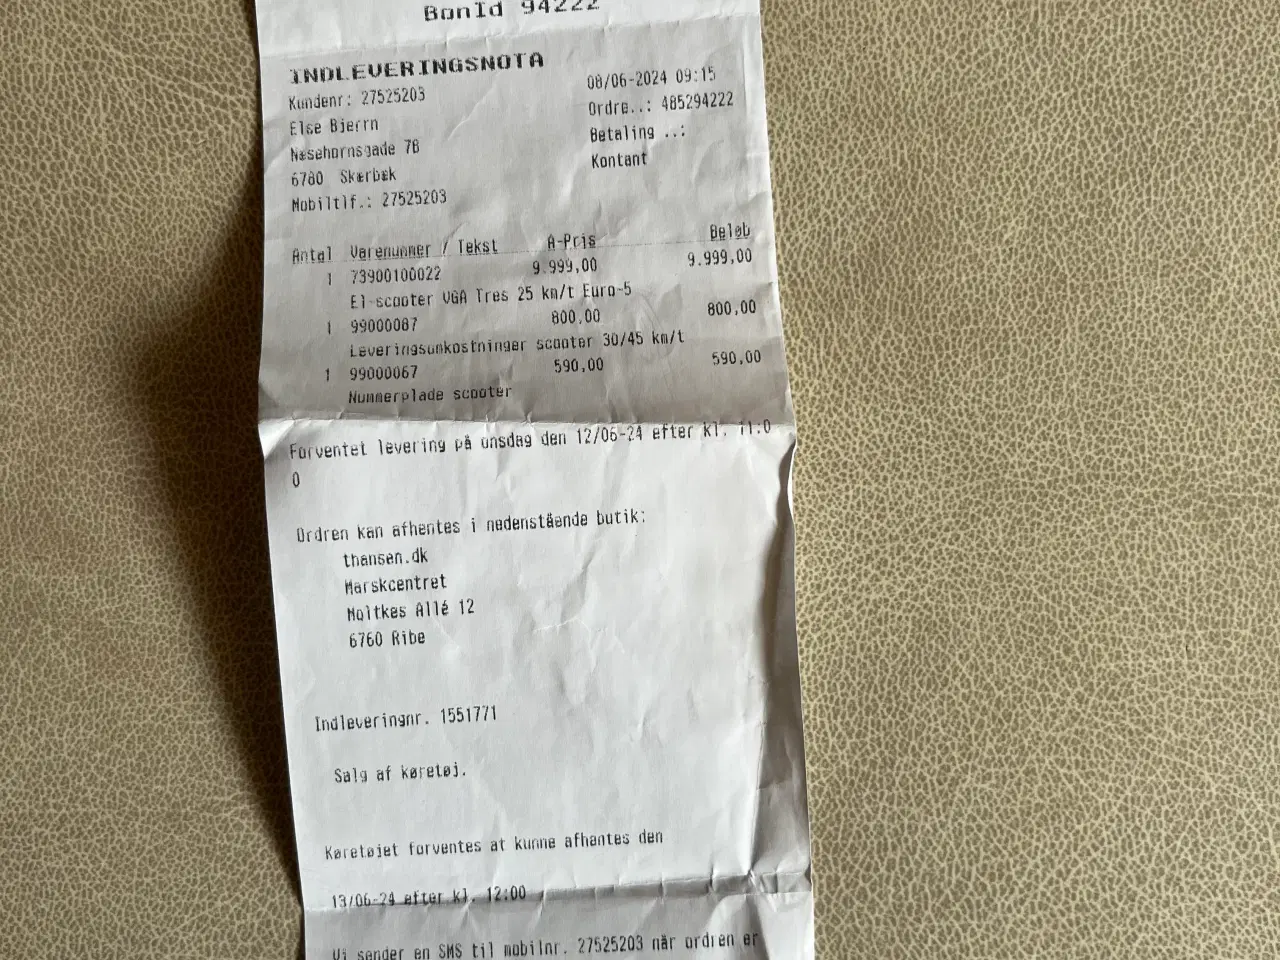 BonId 94222
INDLEVERINGSNOTA
Kundenr: 27525203
Else Bjerrn
Næsehornsgade 7B
6780 Skærbæk
Mobiltlf.: 27525203
08/06-2024 09:15
Ordre..: 485294222
Betaling ..:
Kontant
Antal Varenummer / Tekst A-Pris Beløb
1 73900100022 9.999,00 9.999,00
El-scooter VGA Tres 25 km/t Euro-5
1 99000087 800,00 800,00
Leveringsomkostninger scooter 30/45 km/t
1 99000067 590,00 590,00
Nummerplade scooter
Forventet levering på onsdag den 12/06-24 efter kl. 11:0
0
Ordren kan afhentes i nedenstående butik:
thansen.dk
Marskcentret
Moltkes Allé 12
6760 Ribe
Indleveringnr. 1551771
Salg af køretøj.
Køretøjet forventes at kunne afhentes den
13/06-24 efter kl. 12:00
Vi sender en SMS til mobilnr. 27525203 når ordren er